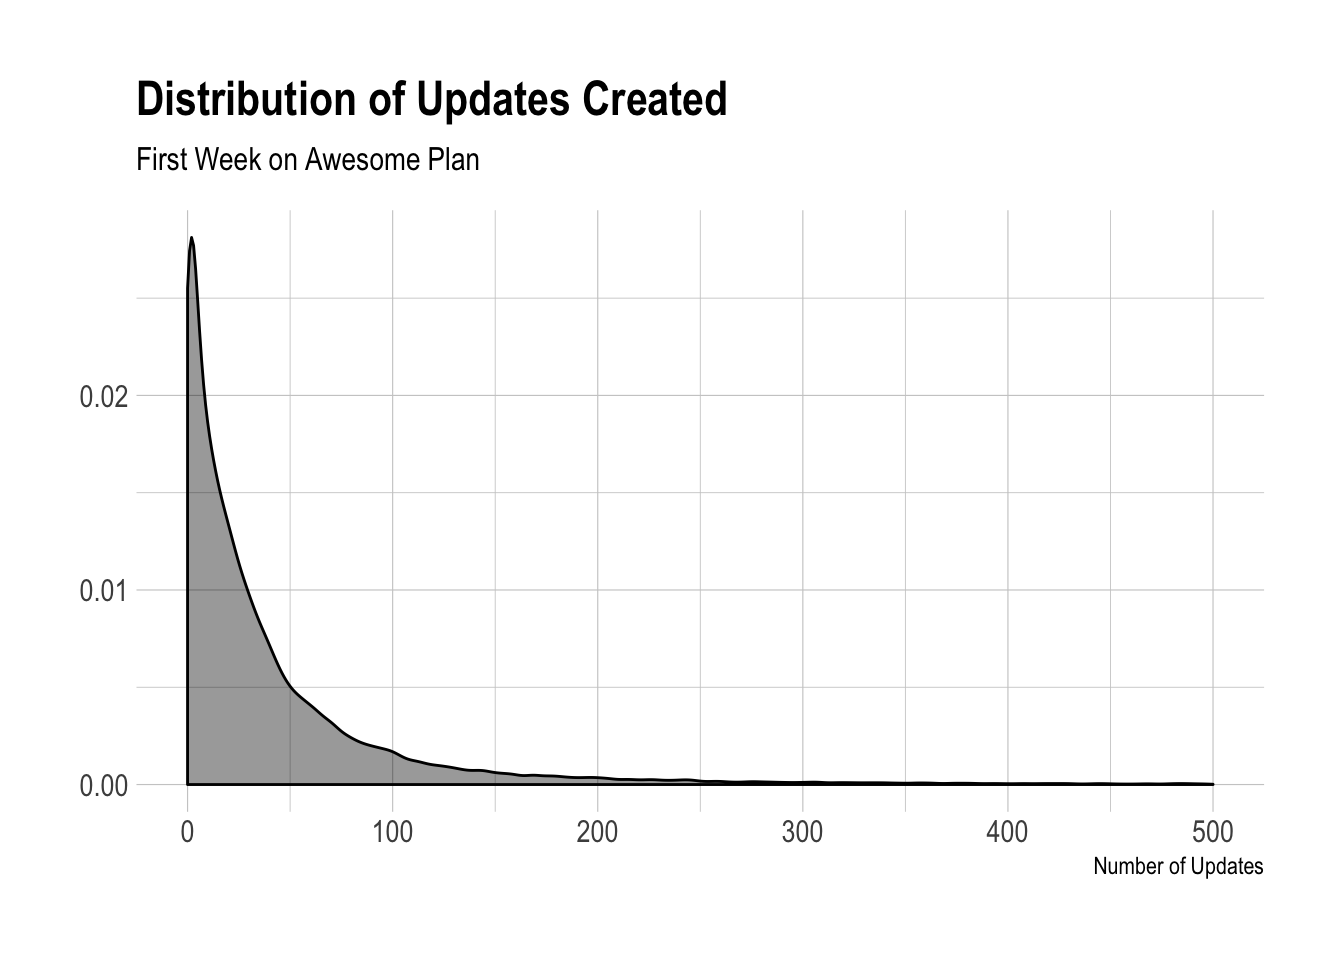 Distribution of Updates Created
First Week on Awesome Plan
0.02
0.01
0.00
0 100 200 300 400 500
Number of Updates